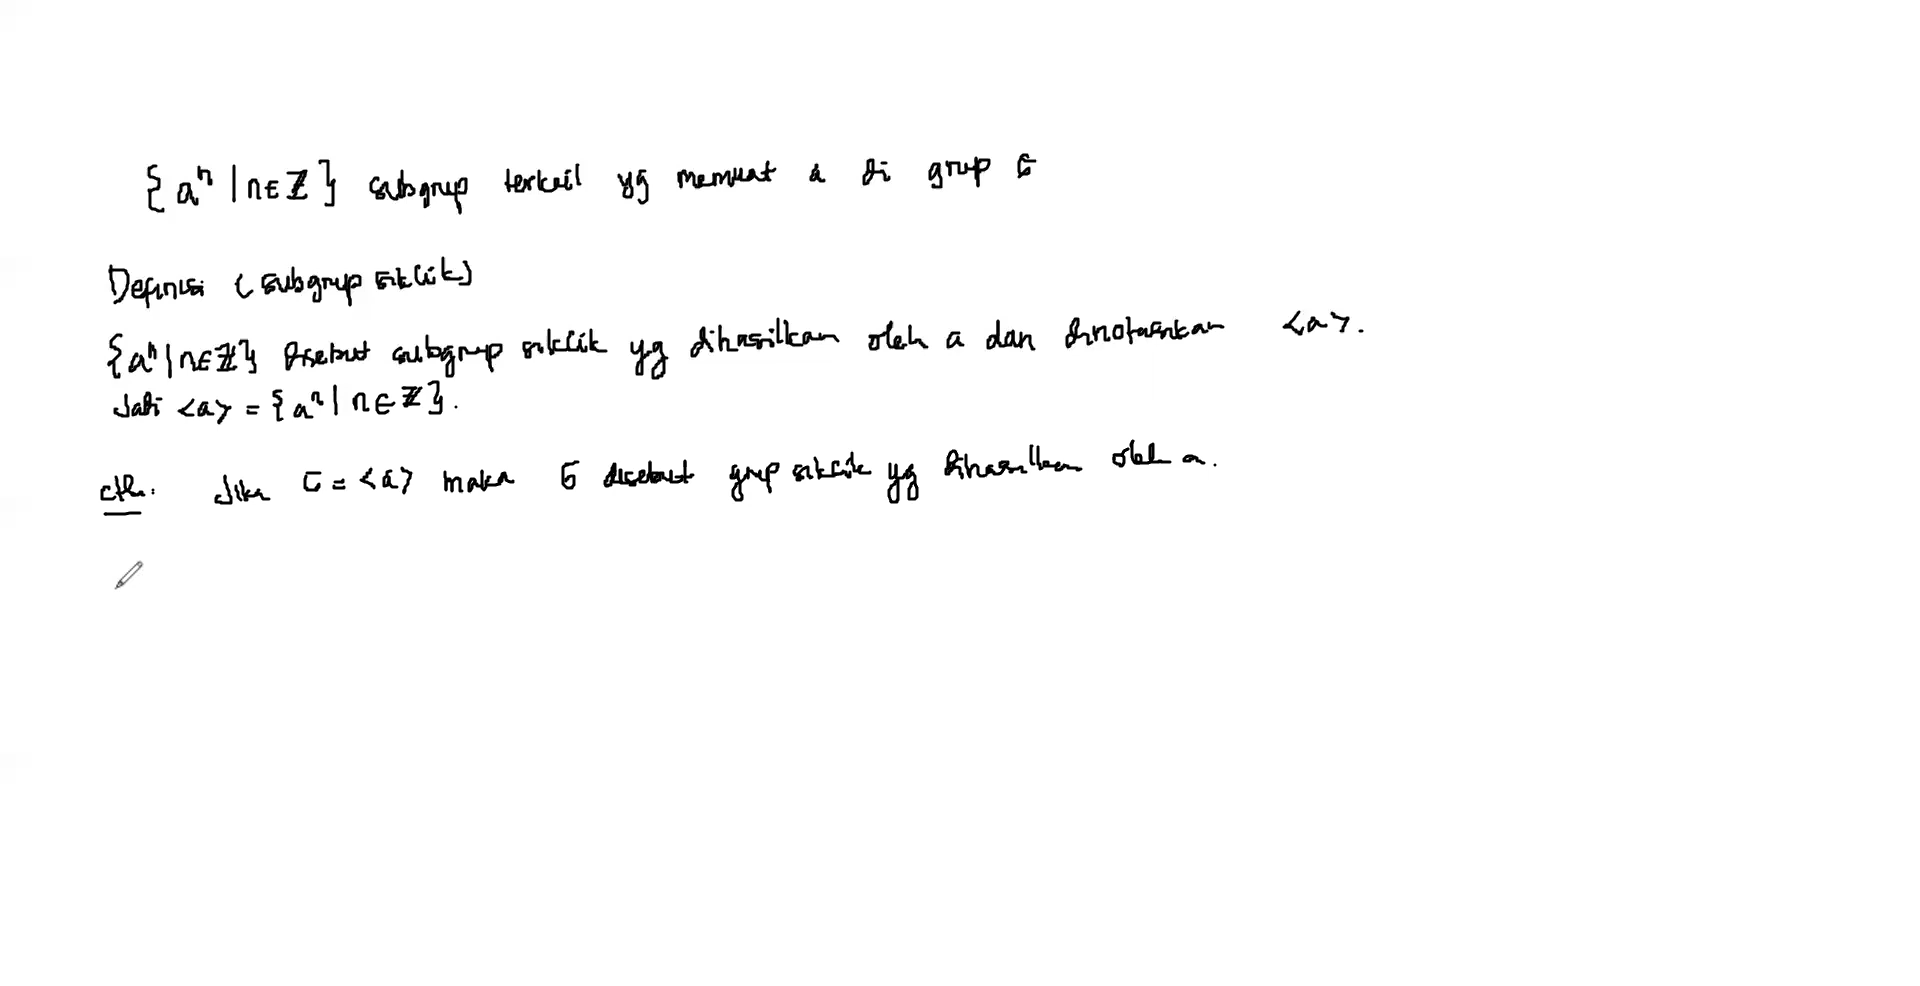 {aⁿ | n ∈ ℤ} subgrup terkecil yg memuat a di grup G
Definisi (subgrup siklik)
{aⁿ | n ∈ ℤ} disebut subgrup siklik yg dihasilkan oleh a dan dinotasikan <a>.
Jadi <a> = {aⁿ | n ∈ ℤ}.
cth: Jika G = <a> maka G disebut grup siklik yg dihasilkan oleh a.